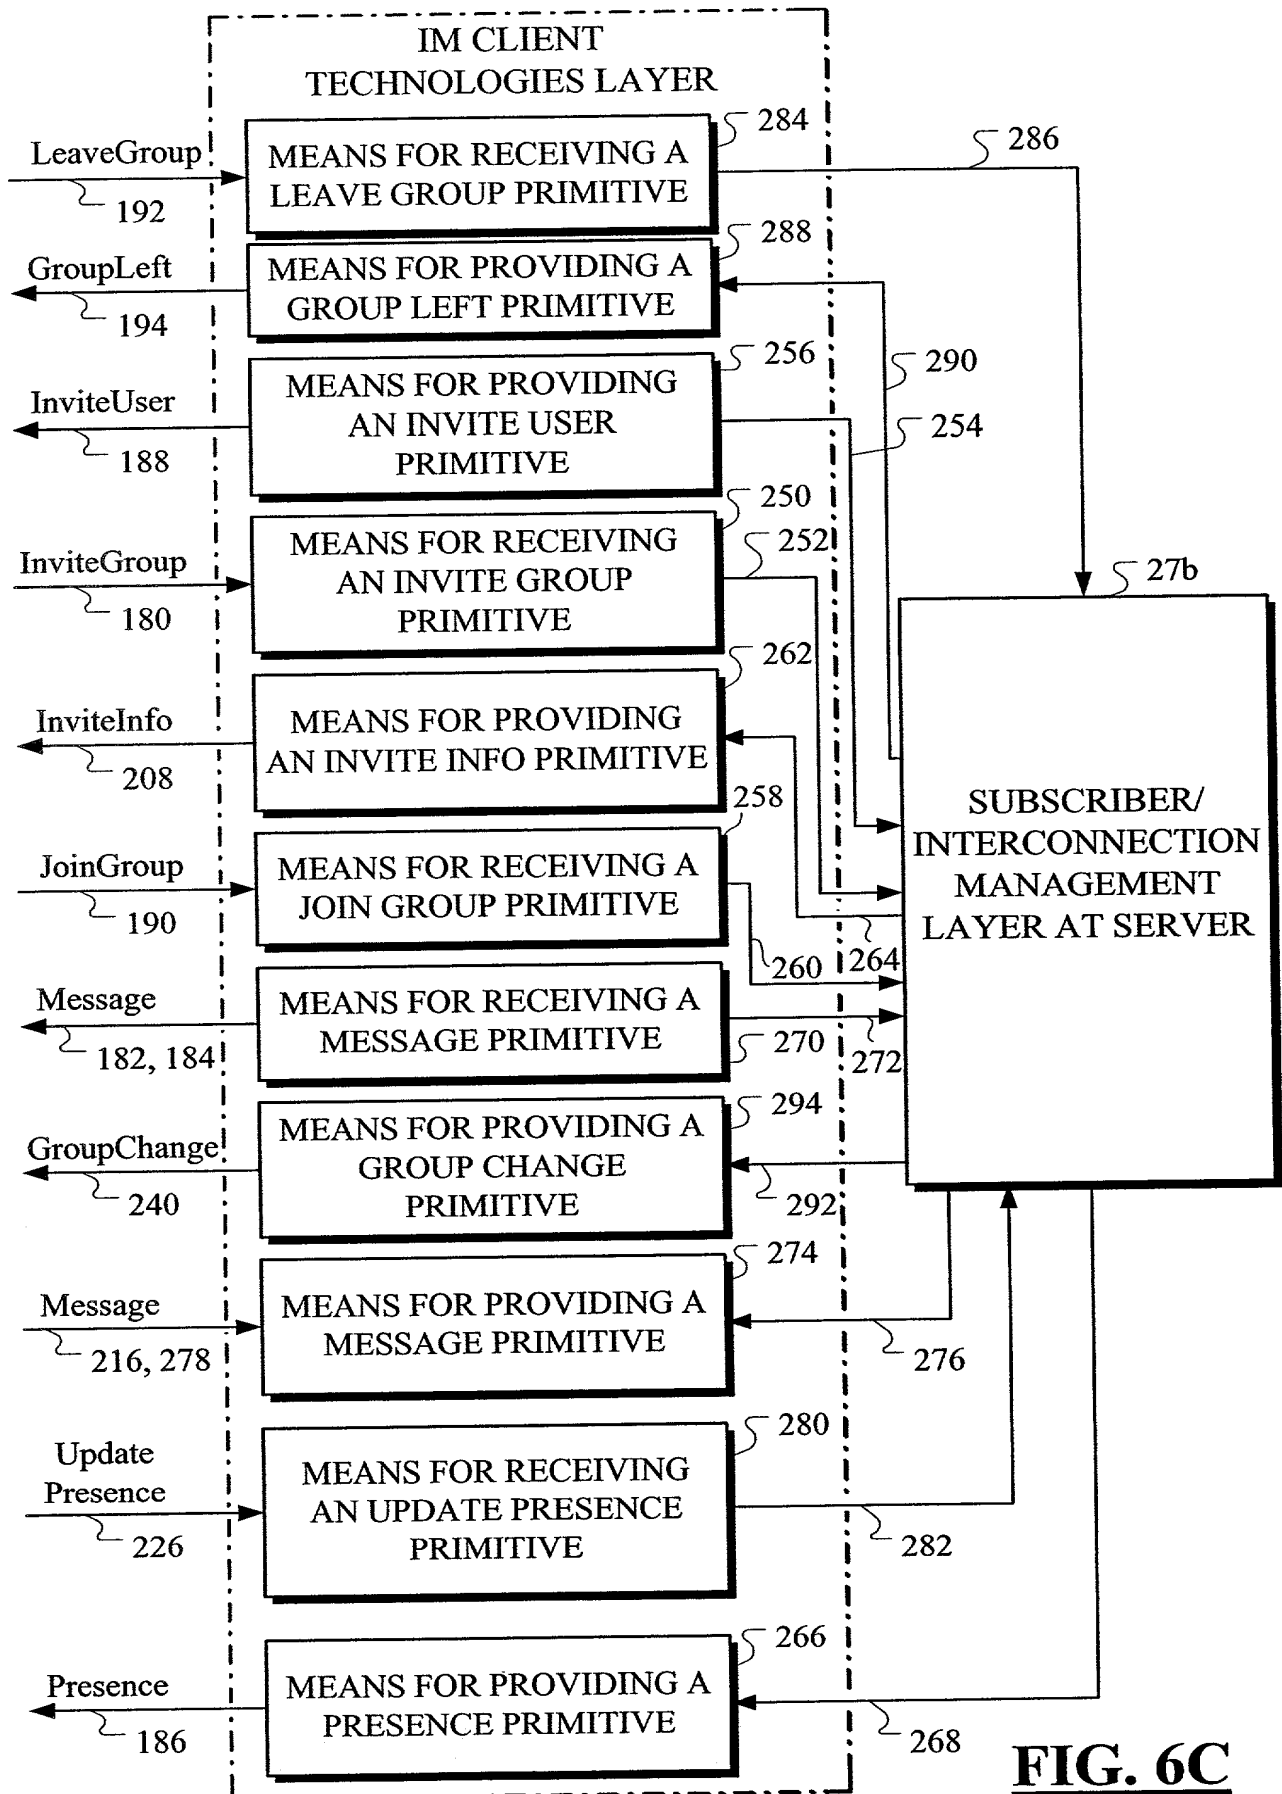 IM CLIENT
TECHNOLOGIES LAYER
LeaveGroup
192
MEANS FOR RECEIVING A
LEAVE GROUP PRIMITIVE
284
286
GroupLeft
194
MEANS FOR PROVIDING A
GROUP LEFT PRIMITIVE
288
InviteUser
188
MEANS FOR PROVIDING
AN INVITE USER
PRIMITIVE
256
290
254
InviteGroup
180
MEANS FOR RECEIVING
AN INVITE GROUP
PRIMITIVE
250
252
27b
InviteInfo
208
MEANS FOR PROVIDING
AN INVITE INFO PRIMITIVE
262
SUBSCRIBER/
INTERCONNECTION
MANAGEMENT
LAYER AT SERVER
JoinGroup
190
MEANS FOR RECEIVING A
JOIN GROUP PRIMITIVE
258
260
264
Message
182, 184
MEANS FOR RECEIVING A
MESSAGE PRIMITIVE
270
272
GroupChange
240
MEANS FOR PROVIDING A
GROUP CHANGE
PRIMITIVE
294
292
Message
216, 278
MEANS FOR PROVIDING A
MESSAGE PRIMITIVE
274
276
Update
Presence
226
MEANS FOR RECEIVING
AN UPDATE PRESENCE
PRIMITIVE
280
282
Presence
186
MEANS FOR PROVIDING A
PRESENCE PRIMITIVE
266
268
FIG. 6C